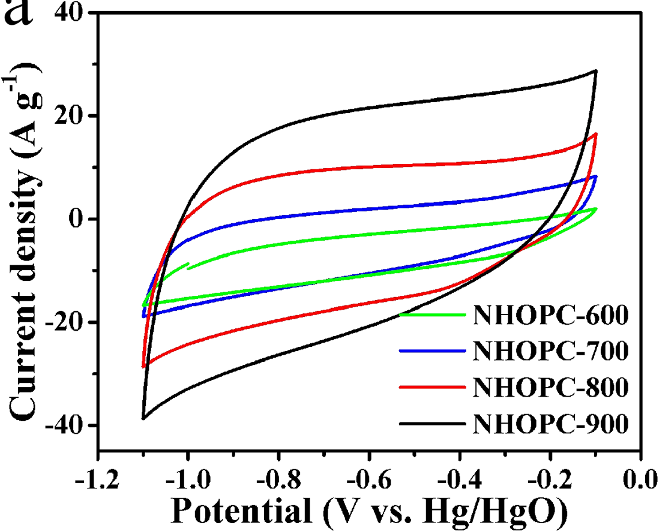 a
40
20
0
-20
-40
Current density (A g⁻¹)
NHOPC-600
NHOPC-700
NHOPC-800
NHOPC-900
-1.2 -1.0 -0.8 -0.6 -0.4 -0.2 0.0
Potential (V vs. Hg/HgO)